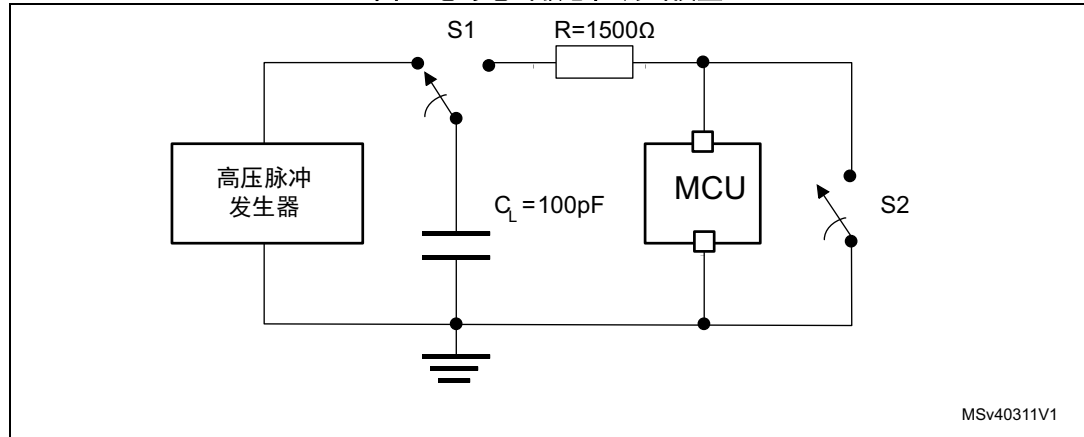 S1
R=1500Ω
高压脉冲
发生器
C_L=100pF
MCU
S2
MSv40311V1